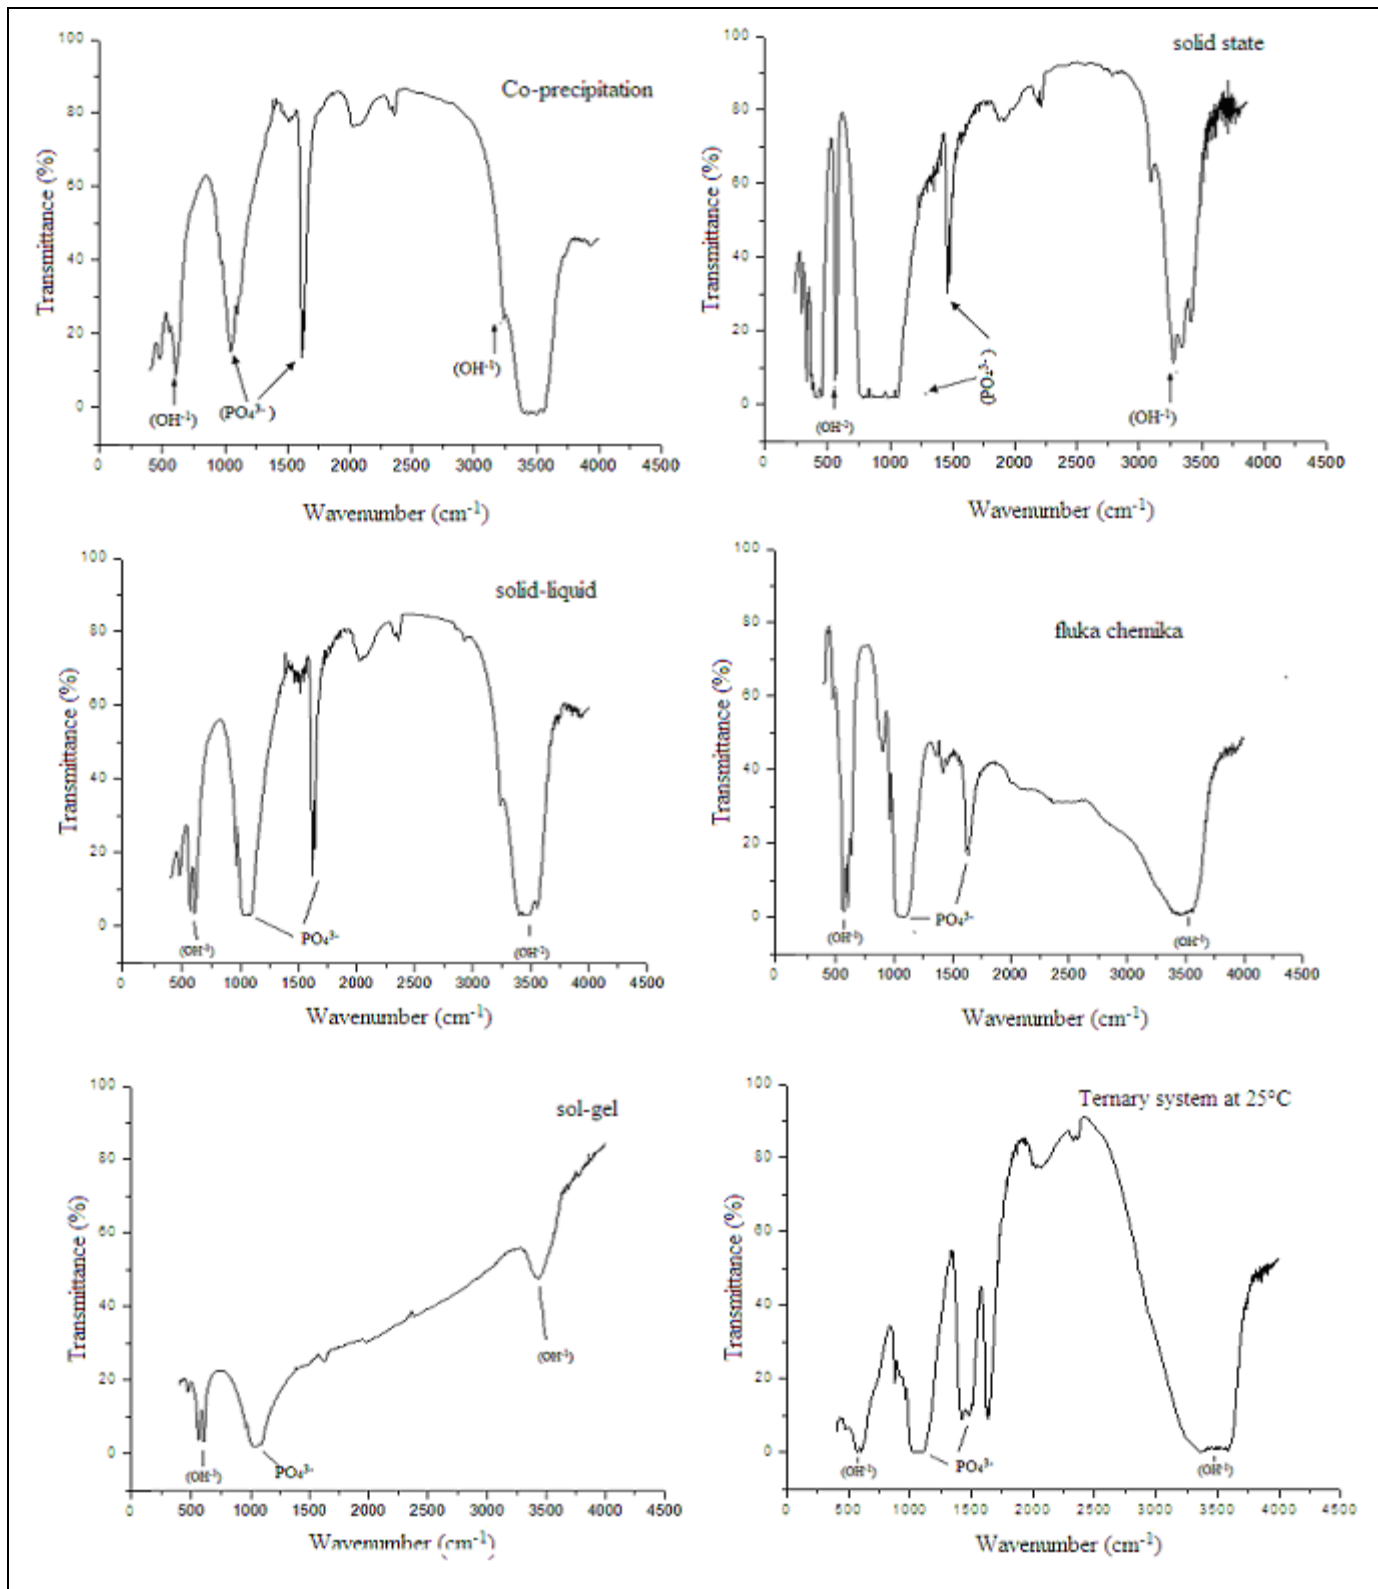 Co-precipitation
Transmittance (%)
100
80
60
40
20
0
(OH⁻¹)
(PO₄³⁻)
(OH⁻¹)
0 500 1000 1500 2000 2500 3000 3500 4000 4500
Wavenumber (cm⁻¹)
solid state
Transmittance (%)
100
80
60
40
20
0
(OH⁻¹)
(PO₄³⁻)
(OH⁻¹)
0 500 1000 1500 2000 2500 3000 3500 4000 4500
Wavenumber (cm⁻¹)
solid-liquid
Transmittance (%)
100
80
60
40
20
0
(OH⁻¹)
PO₄³⁻
(OH⁻¹)
0 500 1000 1500 2000 2500 3000 3500 4000 4500
Wavenumber (cm⁻¹)
fluka chemika
Transmittance (%)
100
80
60
40
20
0
(OH⁻¹)
PO₄³⁻
(OH⁻¹)
0 500 1000 1500 2000 2500 3000 3500 4000 4500
Wavenumber (cm⁻¹)
sol-gel
Transmittance (%)
100
80
60
40
20
0
(OH⁻¹)
PO₄³⁻
(OH⁻¹)
0 500 1000 1500 2000 2500 3000 3500 4000 4500
Wavenumber (cm⁻¹)
Ternary system at 25°C
Transmittance (%)
100
80
60
40
20
0
(OH⁻¹)
PO₄³⁻
(OH⁻¹)
0 500 1000 1500 2000 2500 3000 3500 4000 4500
Wavenumber (cm⁻¹)